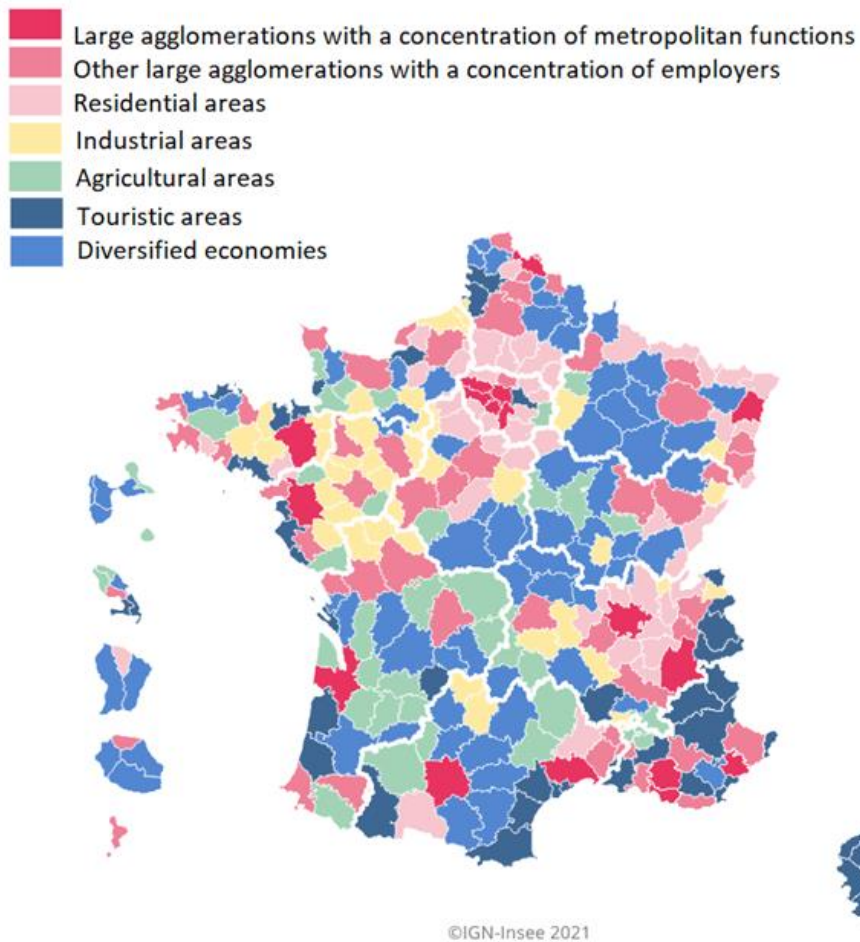 Large agglomerations with a concentration of metropolitan functions
Other large agglomerations with a concentration of employers
Residential areas
Industrial areas
Agricultural areas
Touristic areas
Diversified economies
©IGN-Insee 2021